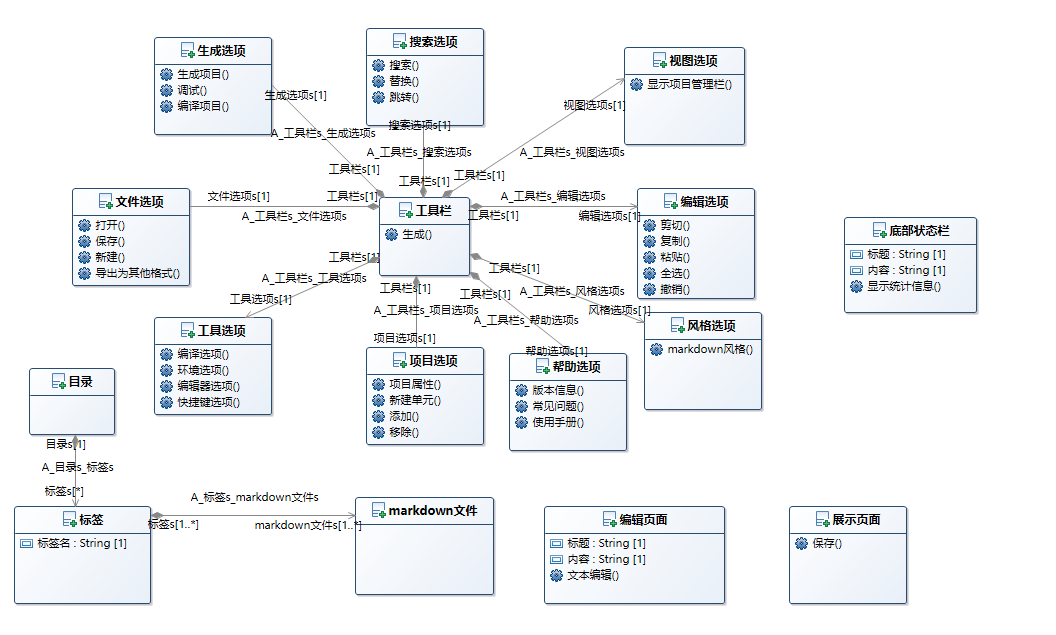 生成选项
生成项目()
调试()
编译项目()
搜索选项
搜索()
替换()
跳转()
视图选项
显示项目管理栏()
生成选项s[1]
A_工具栏s_生成选项
工具栏s[1]
搜索选项s[1]
A_工具栏s_搜索选项
工具栏s[1]
视图选项s[1]
A_工具栏s_视图选项
工具栏s[1]
文件选项
打开()
保存()
新建()
导出为其他格式()
文件选项s[1]
A_工具栏s_文件选项
工具栏s[1]
工具栏
生成()
A_工具栏s_编辑选项
工具栏s[1]
编辑选项s[1]
编辑选项
剪切()
复制()
粘贴()
全选()
撤销()
底部状态栏
标题 : String [1]
内容 : String [1]
显示统计信息()
工具栏s[1]
A_工具栏s_工具选项
工具选项s[1]
工具栏s[1]
A_工具栏s_项目选项
项目选项s[1]
工具栏s[1]
A_工具栏s_风格选项
风格选项s[1]
工具栏s[1]
A_工具栏s_帮助选项
帮助选项s[1]
工具选项
编译选项()
环境选项()
编辑器选项()
快捷键选项()
项目选项
项目属性()
新建单元()
添加()
移除()
帮助选项
版本信息()
常见问题()
使用手册()
风格选项
markdown风格()
目录
目录s[1]
A_目录s_标签s
标签s[*]
标签
标签名 : String [1]
A_标签s_markdown文件s
标签s[1..*]
markdown文件s[1..*]
markdown文件
编辑页面
标题 : String [1]
内容 : String [1]
文本编辑()
展示页面
保存()